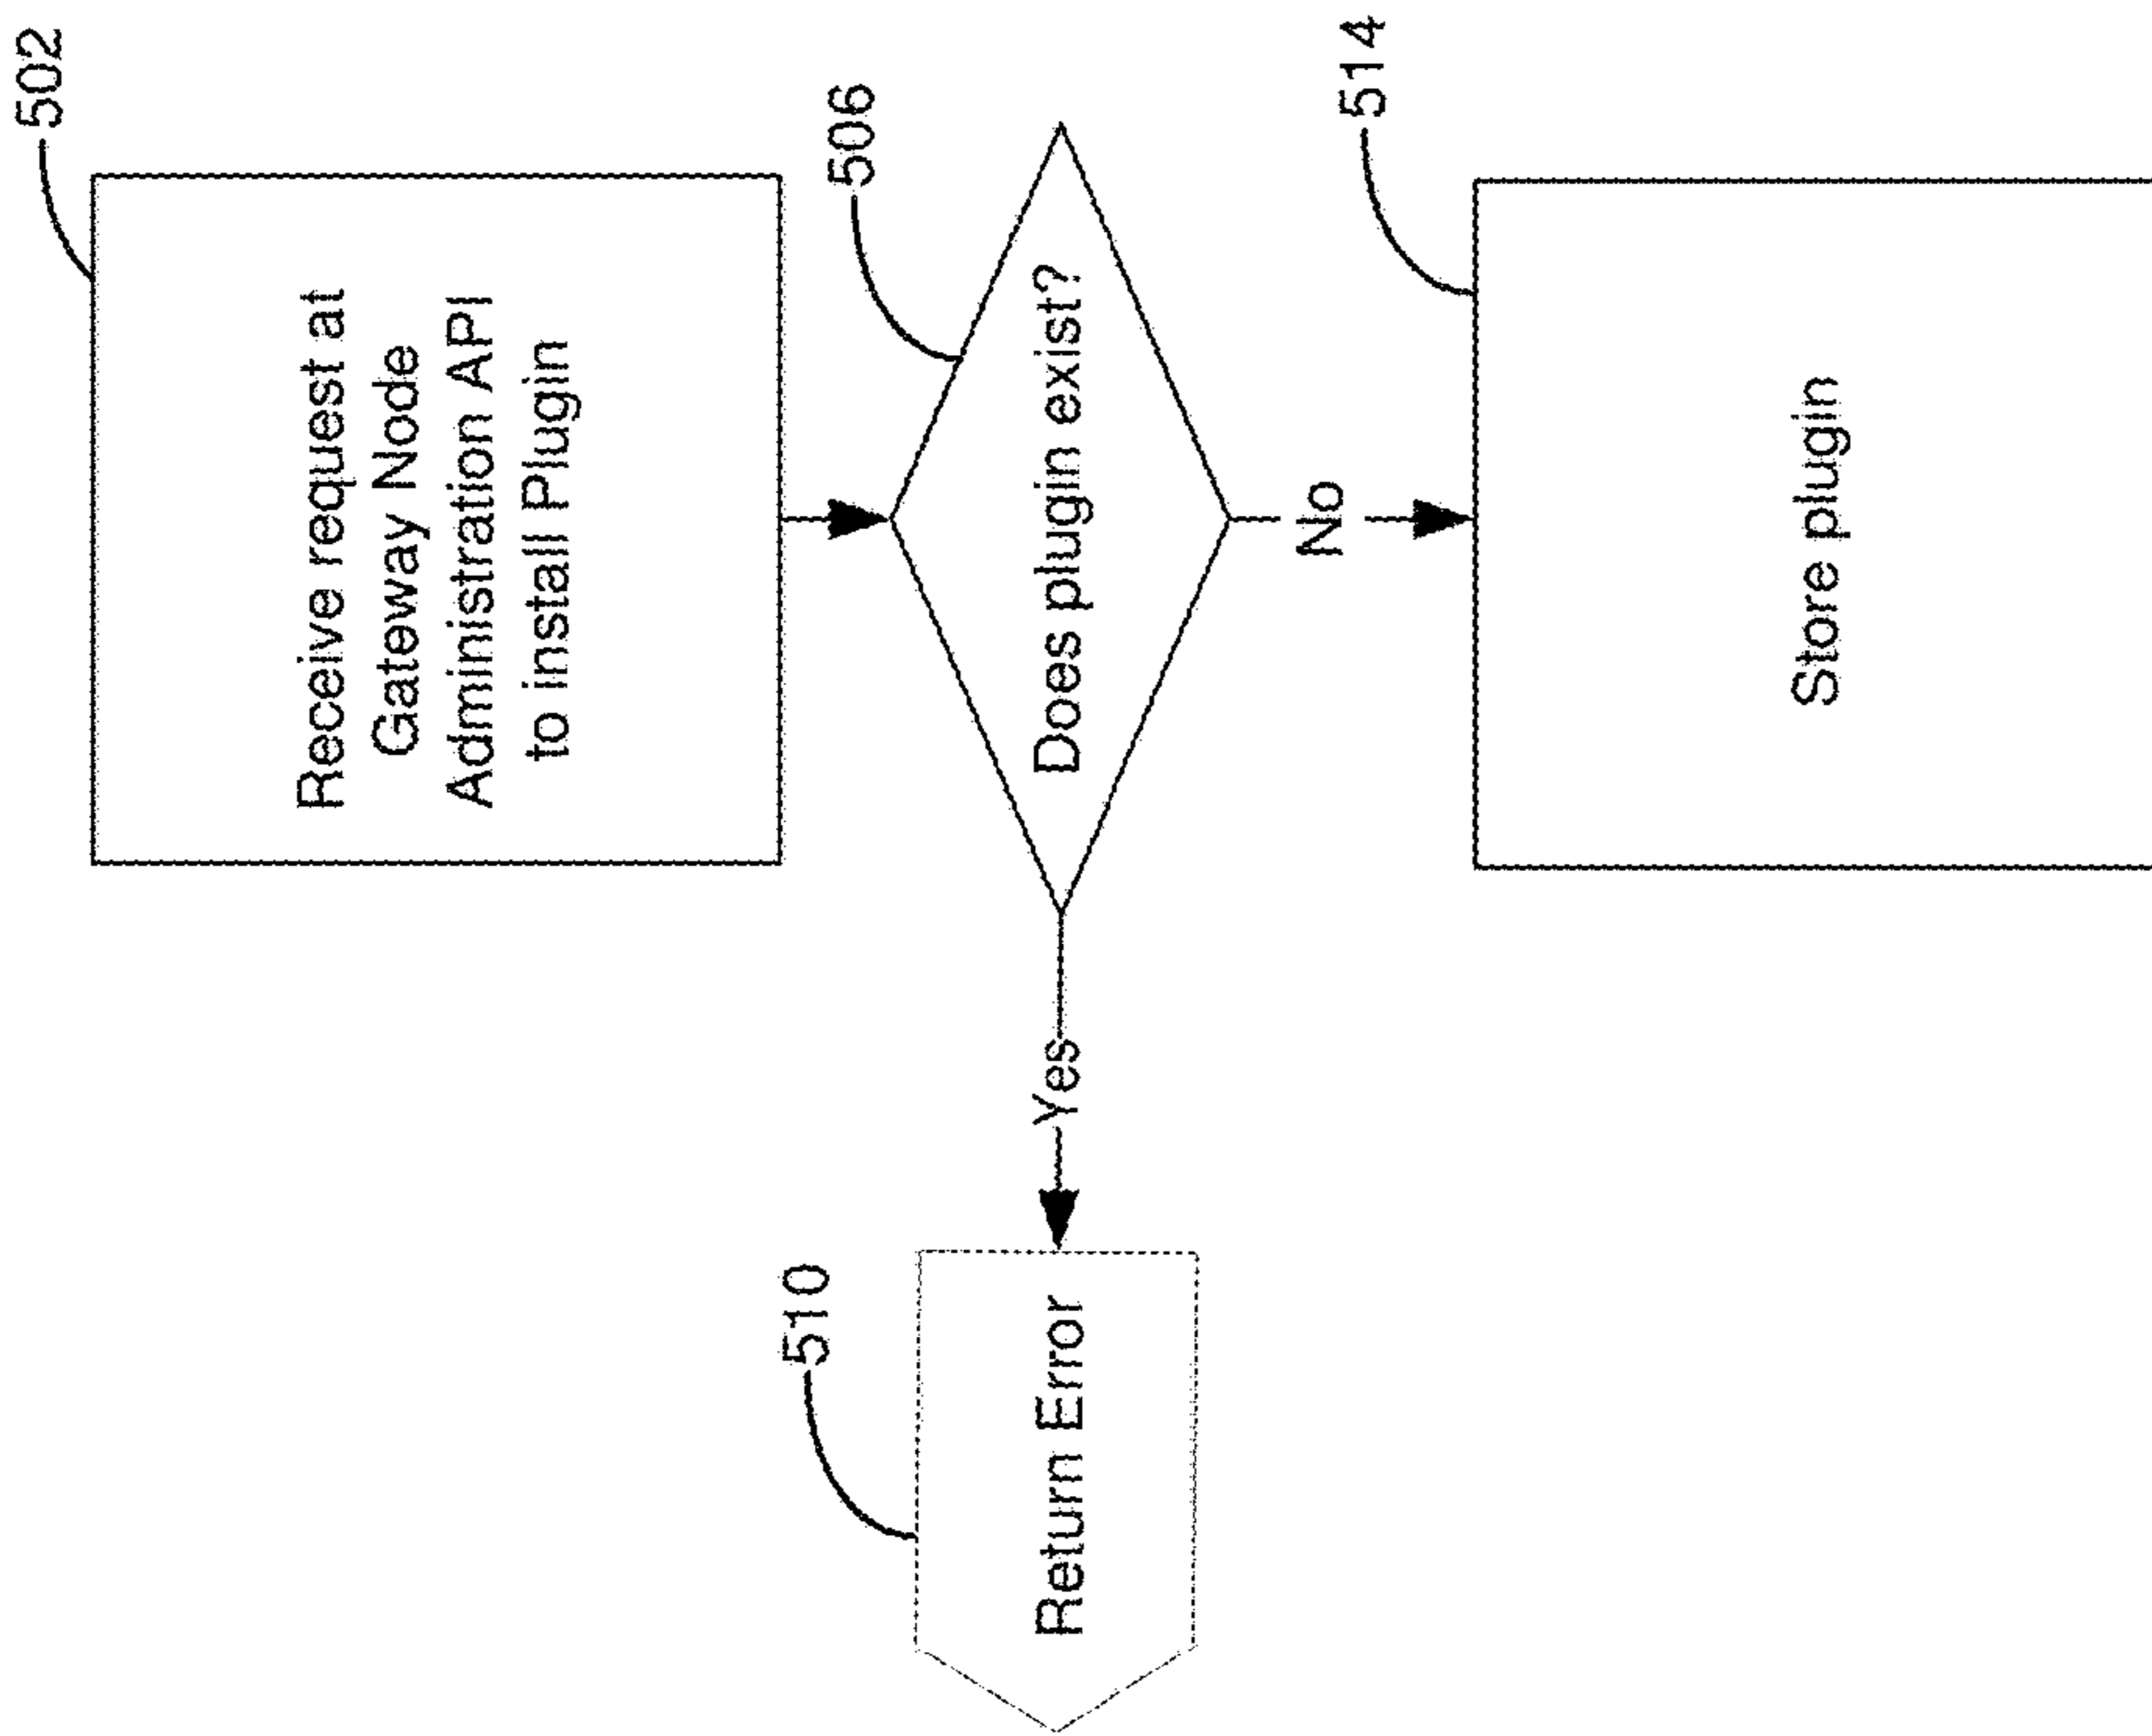 502
Receive request at
Gateway Node
Administration API
to install Plugin
506
Does plugin exist?
Yes
510
Return Error
No
514
Store plugin